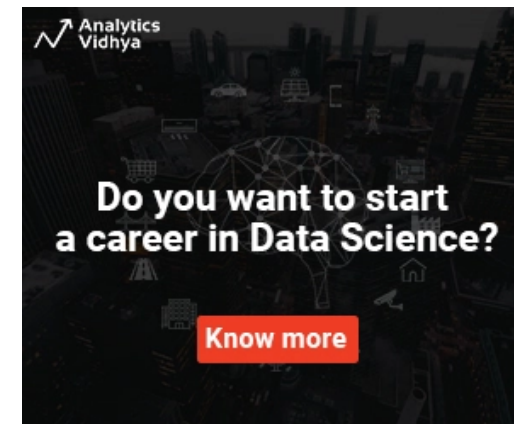 Analytics
Vidhya
Do you want to start
a career in Data Science?
Know more